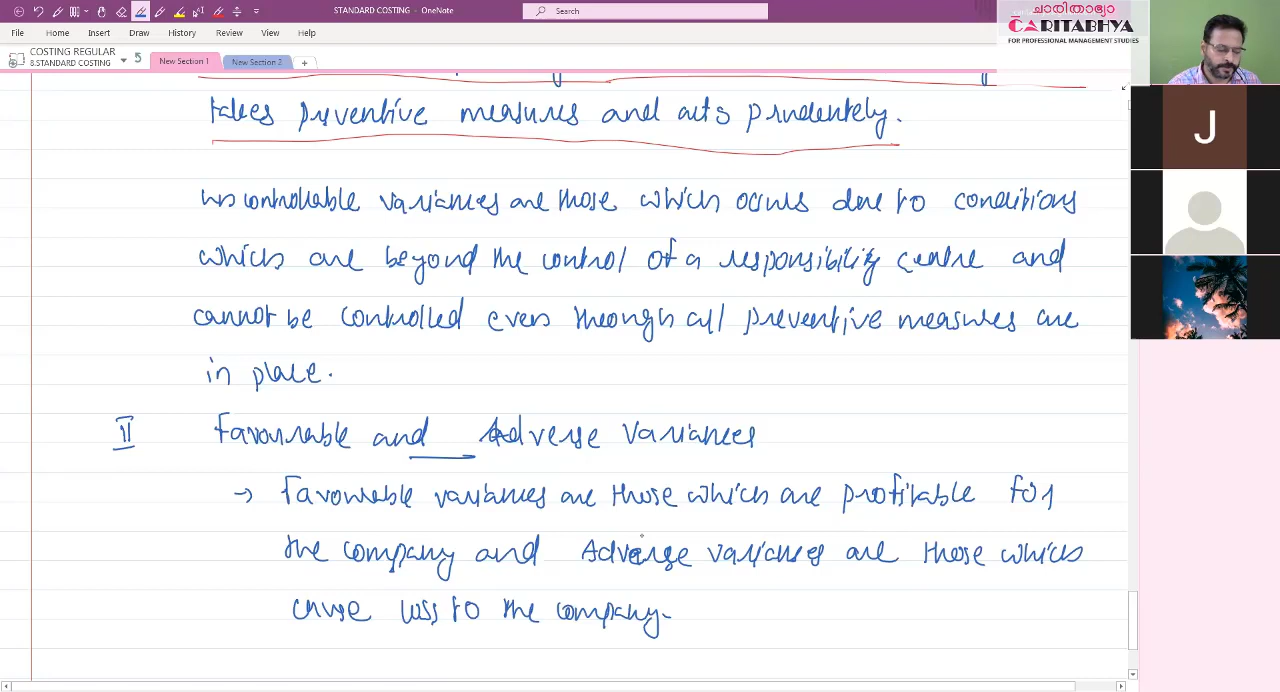 STANDARD COSTING - OneNote
Search
File Home Insert Draw History Review View Help
COSTING REGULAR
8.STANDARD COSTING
5
New Section 1
New Section 2
ചാരിതാഭ്യാ
CARITABHYA
FOR PROFESSIONAL MANAGEMENT STUDIES
J
takes preventive measures and acts prudentely.
Uncontrollable variances are those which occurs due to conditions
which are beyond the control of a responsibility centre and
cannot be controlled even though all preventive measures are
in place.
II Favourable and Adverse Variances
→ Favourable variances are those which are profitable for
the company and Adverse variances are those which
cause loss to the company.